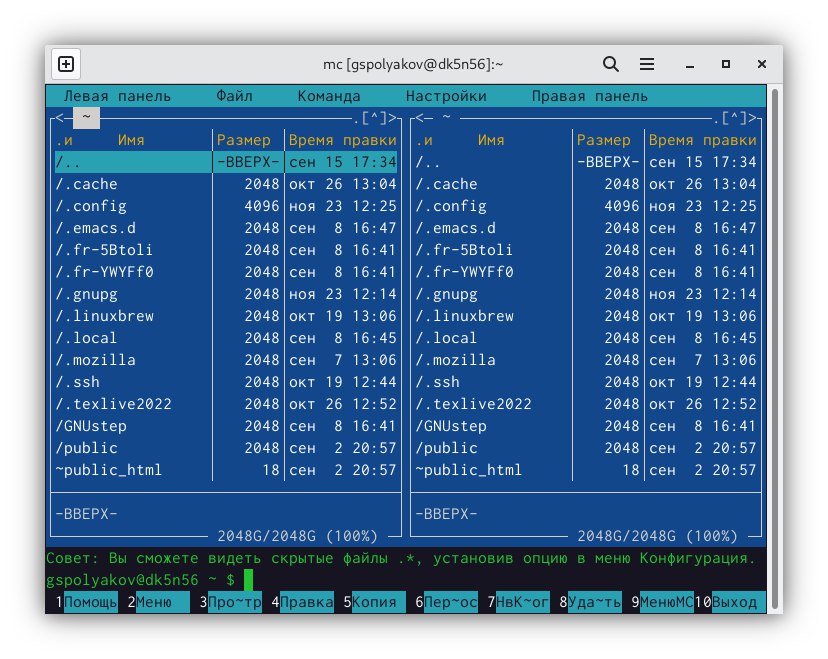 mc [gspolyakov@dk5n56]:~
Левая панель Файл Команда Настройки Правая панель
<─ ~ .[^]> <─ ~ .[^]>
.и Имя Размер Время правки .и Имя Размер Время правки
/.. -ВВЕРХ- сен 15 17:34 /.. -ВВЕРХ- сен 15 17:34
/.cache 2048 окт 26 13:04 /.cache 2048 окт 26 13:04
/.config 4096 ноя 23 12:25 /.config 4096 ноя 23 12:25
/.emacs.d 2048 сен 8 16:47 /.emacs.d 2048 сен 8 16:47
/.fr-5Btoli 2048 сен 8 16:41 /.fr-5Btoli 2048 сен 8 16:41
/.fr-YWYFf0 2048 сен 8 16:41 /.fr-YWYFf0 2048 сен 8 16:41
/.gnupg 2048 ноя 23 12:14 /.gnupg 2048 ноя 23 12:14
/.linuxbrew 2048 окт 19 13:06 /.linuxbrew 2048 окт 19 13:06
/.local 2048 сен 8 16:45 /.local 2048 сен 8 16:45
/.mozilla 2048 сен 7 13:06 /.mozilla 2048 сен 7 13:06
/.ssh 2048 окт 19 12:44 /.ssh 2048 окт 19 12:44
/.texlive2022 2048 окт 26 12:52 /.texlive2022 2048 окт 26 12:52
/GNUstep 2048 сен 8 16:41 /GNUstep 2048 сен 8 16:41
/public 2048 сен 2 20:57 /public 2048 сен 2 20:57
~public_html 18 сен 2 20:57 ~public_html 18 сен 2 20:57
-ВВЕРХ- -ВВЕРХ-
2048G/2048G (100%) 2048G/2048G (100%)
Совет: Вы сможете видеть скрытые файлы .*, установив опцию в меню Конфигурация.
gspolyakov@dk5n56 ~ $
1Помощь 2Меню 3Про~тр 4Правка 5Копия 6Пер~ос 7НвК~ог 8Уда~ть 9МенюMC 10Выход